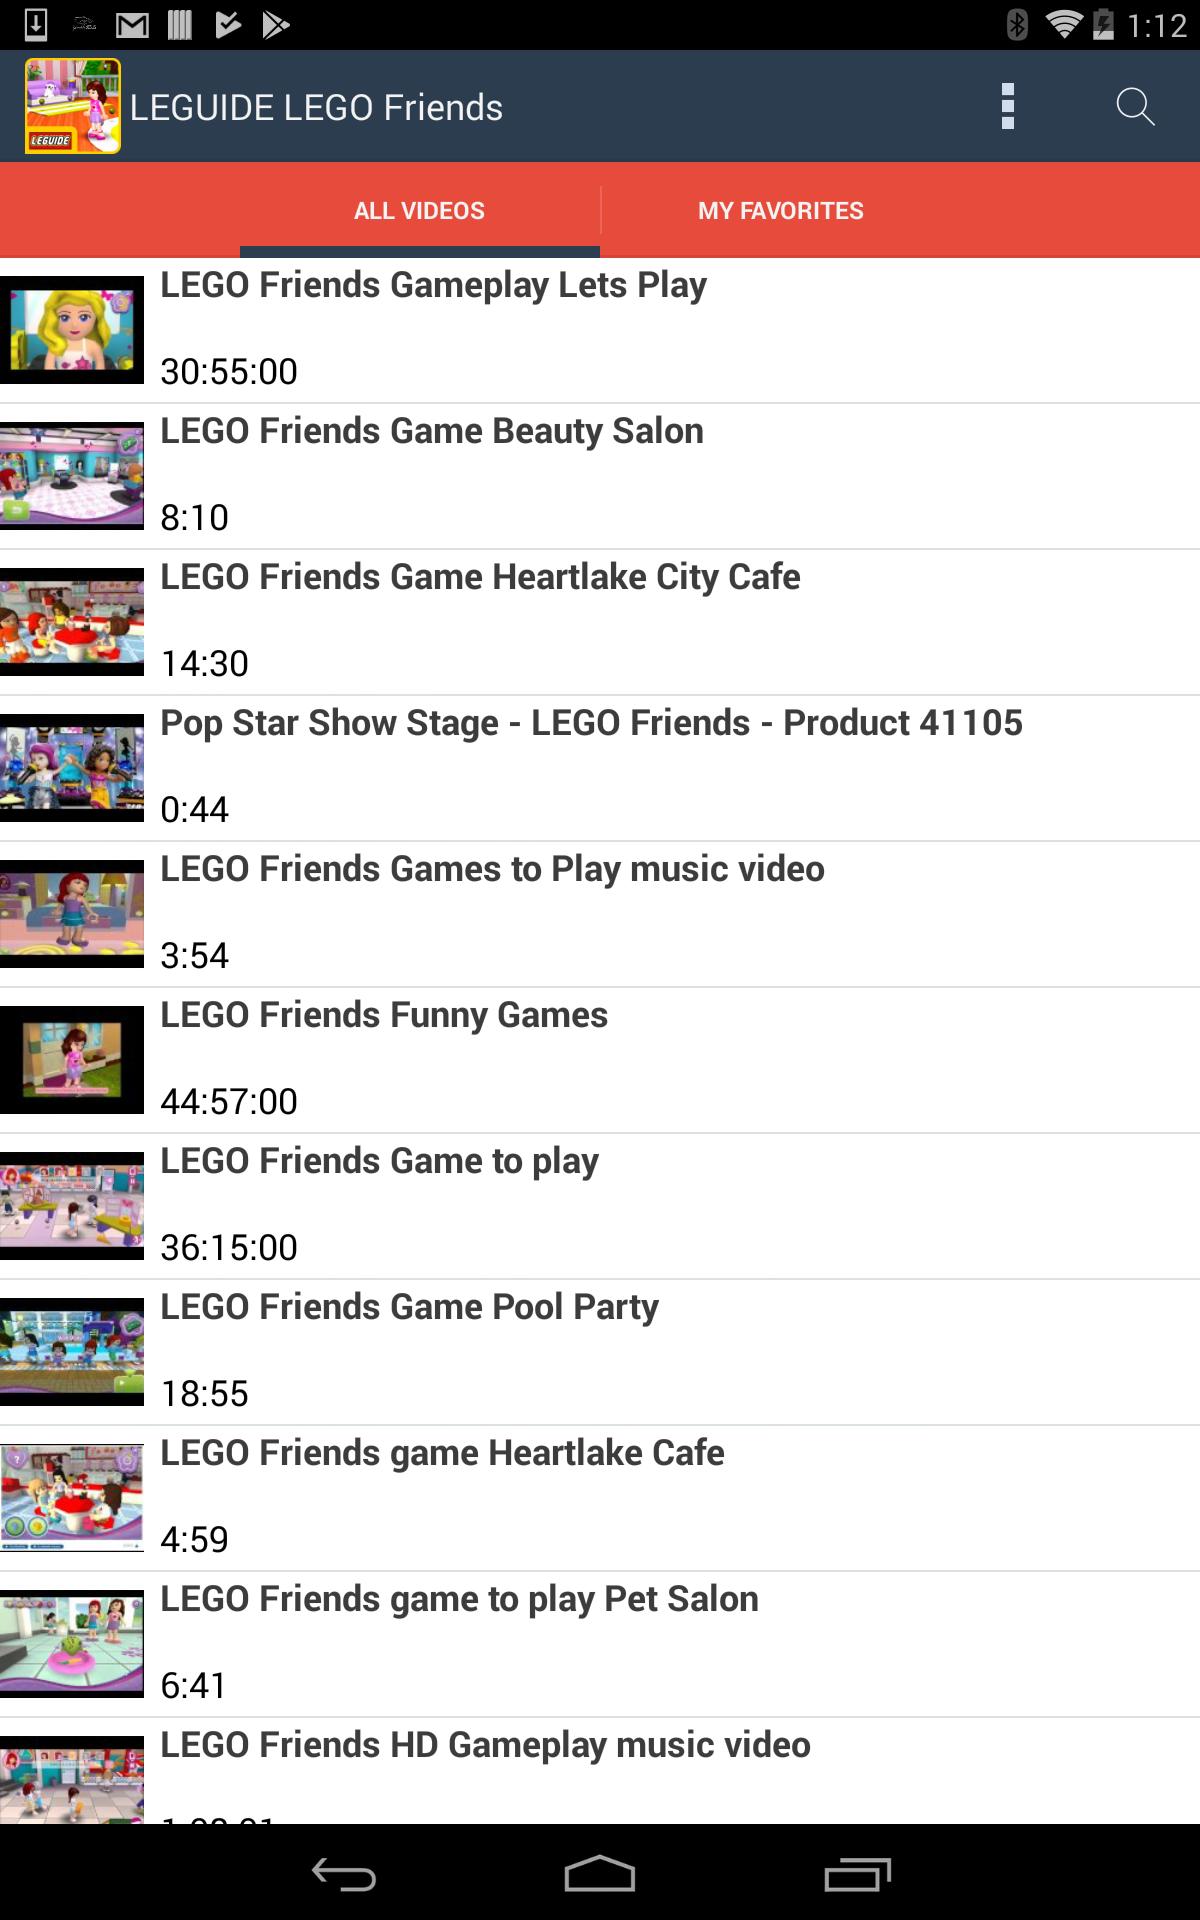 1:12
LEGUIDE
LEGUIDE LEGO Friends
ALL VIDEOS
MY FAVORITES
LEGO Friends Gameplay Lets Play
30:55:00
LEGO Friends Game Beauty Salon
8:10
LEGO Friends Game Heartlake City Cafe
14:30
Pop Star Show Stage - LEGO Friends - Product 41105
0:44
LEGO Friends Games to Play music video
3:54
LEGO Friends Funny Games
44:57:00
LEGO Friends Game to play
36:15:00
LEGO Friends Game Pool Party
18:55
LEGO Friends game Heartlake Cafe
4:59
LEGO Friends game to play Pet Salon
6:41
LEGO Friends HD Gameplay music video